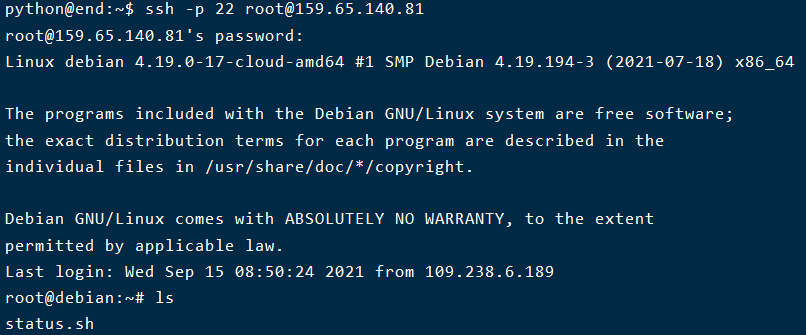 python@end:~$ ssh -p 22 root@159.65.140.81
root@159.65.140.81's password:
Linux debian 4.19.0-17-cloud-amd64 #1 SMP Debian 4.19.194-3 (2021-07-18) x86_64
The programs included with the Debian GNU/Linux system are free software;
the exact distribution terms for each program are described in the
individual files in /usr/share/doc/*/copyright.
Debian GNU/Linux comes with ABSOLUTELY NO WARRANTY, to the extent
permitted by applicable law.
Last login: Wed Sep 15 08:50:24 2021 from 109.238.6.189
root@debian:~# ls
status.sh